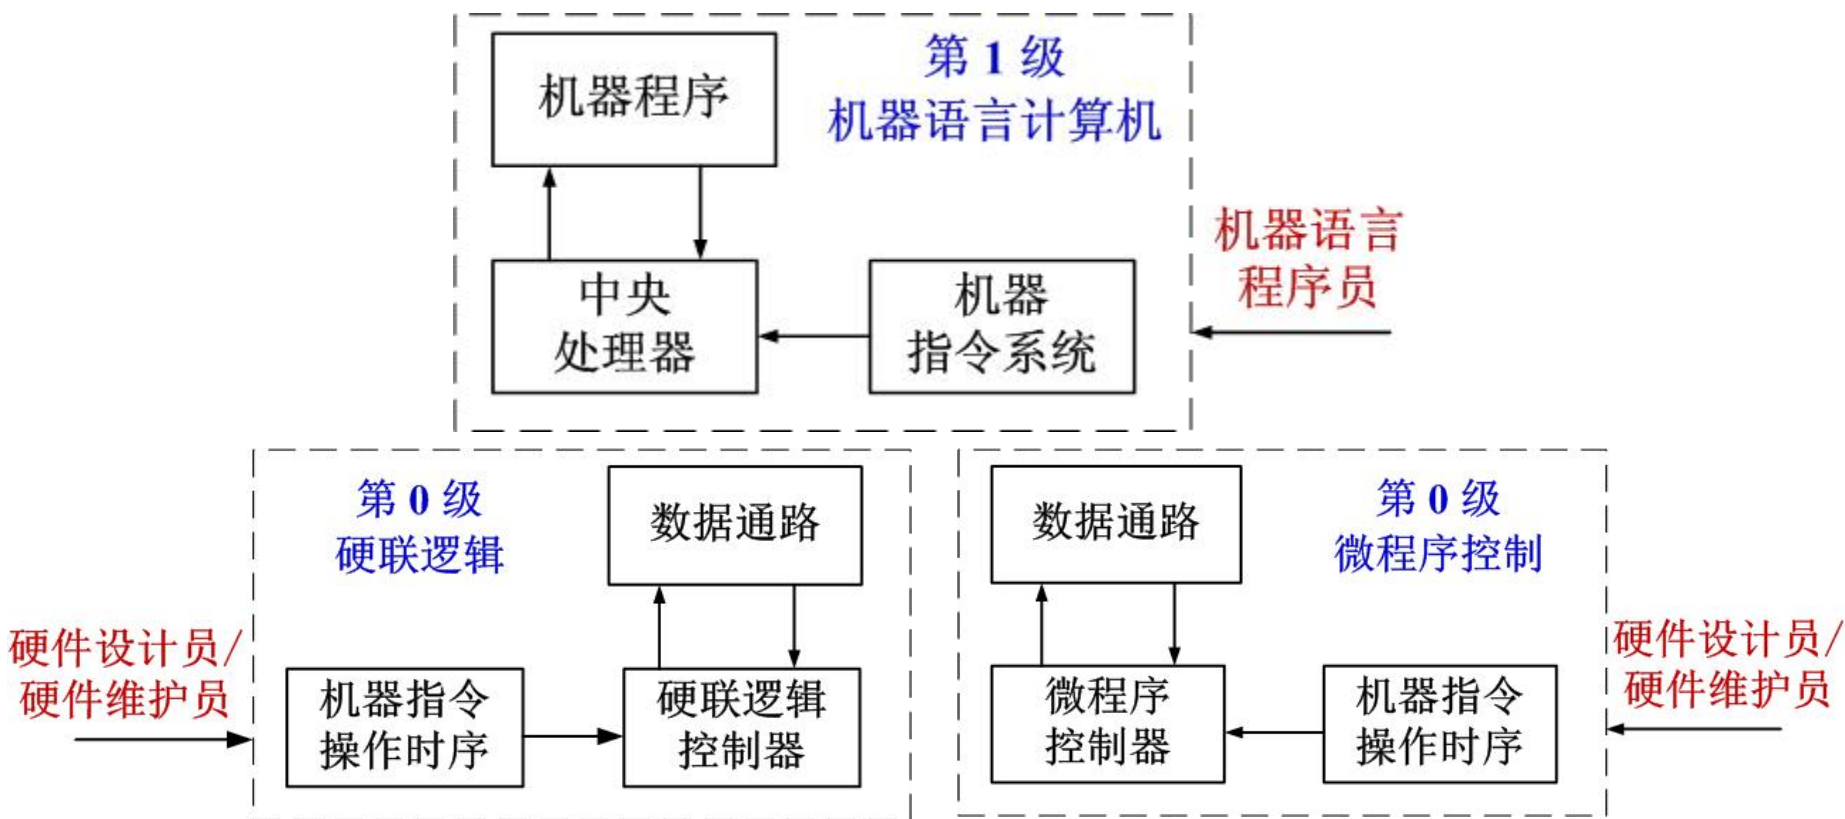 机器程序
第 1 级
机器语言计算机
中央
处理器
机器
指令系统
机器语言
程序员
第 0 级
硬联逻辑
数据通路
硬件设计员/
硬件维护员
机器指令
操作时序
硬联逻辑
控制器
数据通路
第 0 级
微程序控制
微程序
控制器
机器指令
操作时序
硬件设计员/
硬件维护员